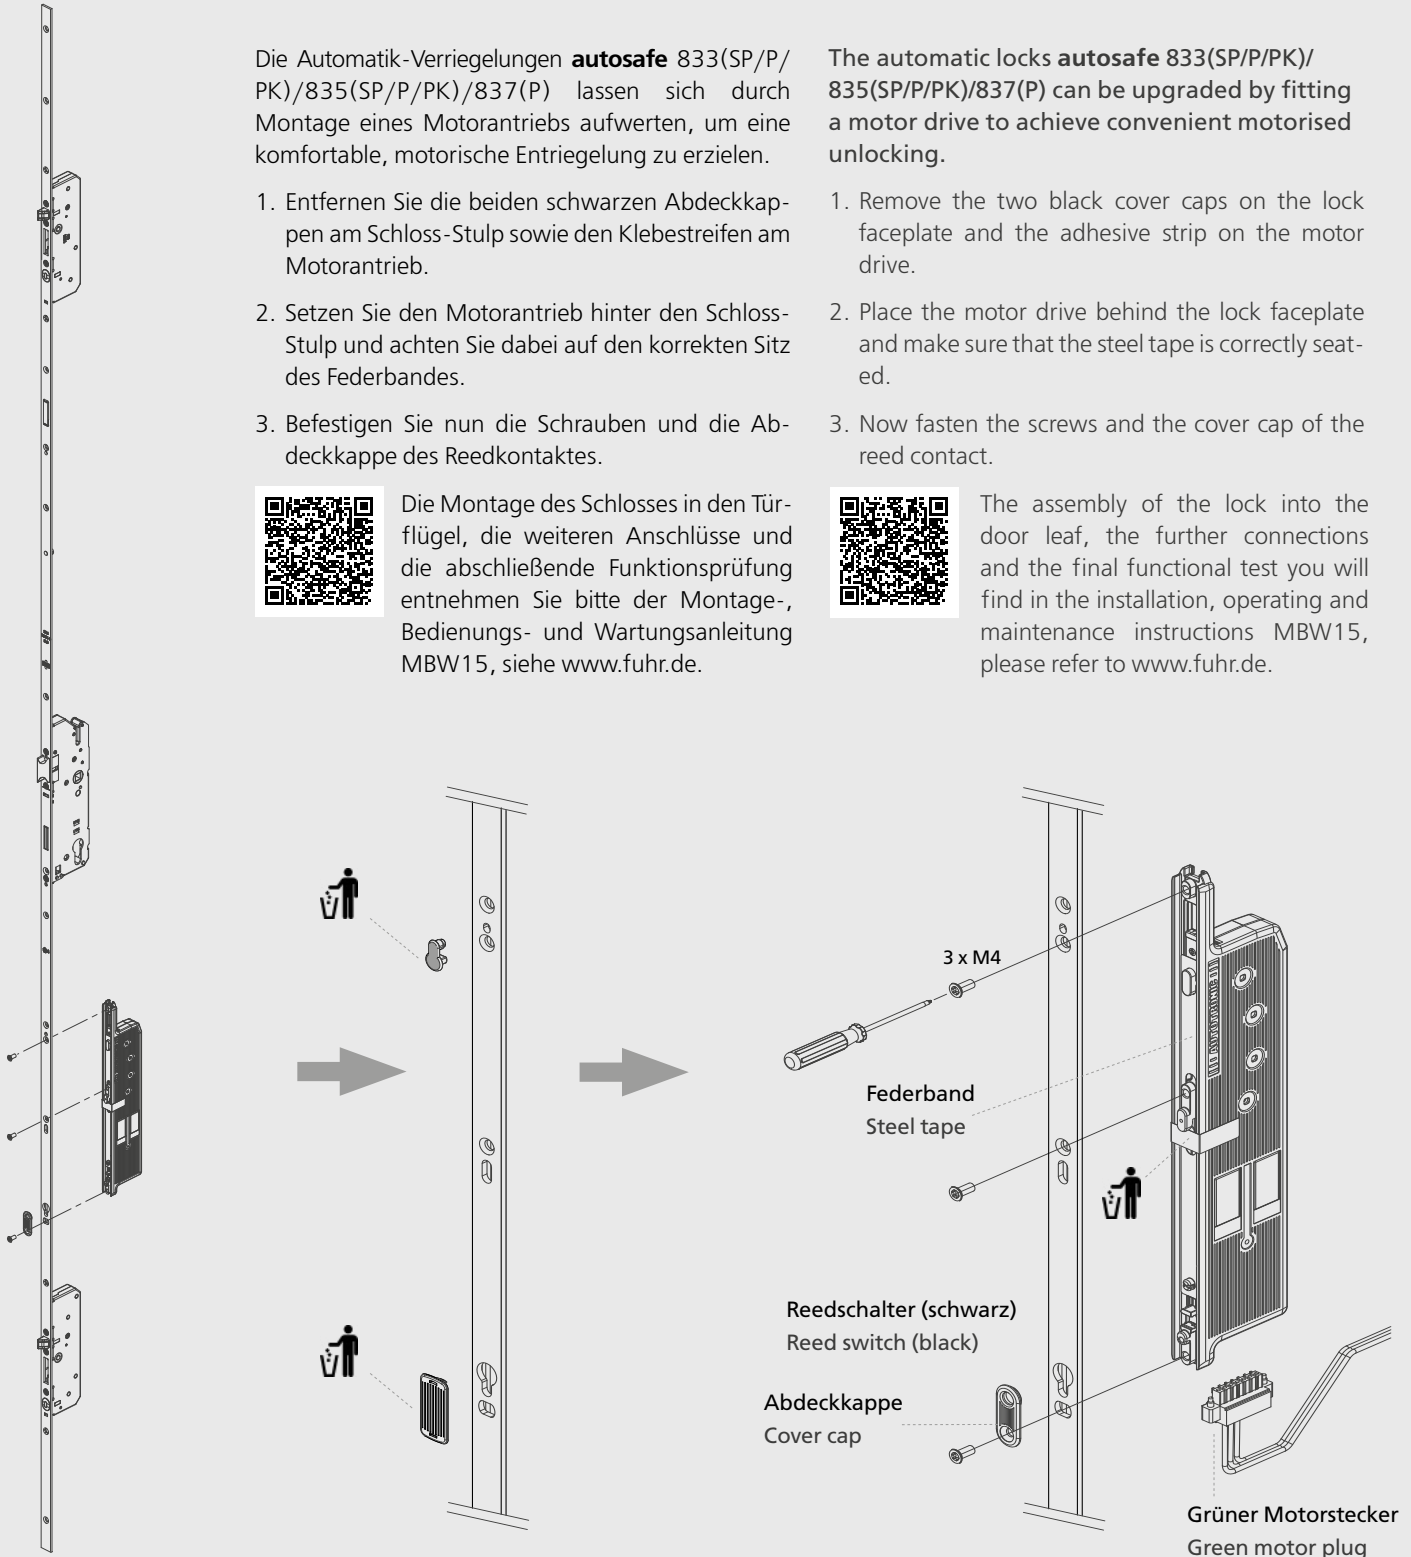 Die Automatik-Verriegelungen autosafe 833(SP/P/
PK)/835(SP/P/PK)/837(P) lassen sich durch
Montage eines Motorantriebs aufwerten, um eine
komfortable, motorische Entriegelung zu erzielen.
1. Entfernen Sie die beiden schwarzen Abdeckkap-
pen am Schloss-Stulp sowie den Klebestreifen am
Motorantrieb.
2. Setzen Sie den Motorantrieb hinter den Schloss-
Stulp und achten Sie dabei auf den korrekten Sitz
des Federbandes.
3. Befestigen Sie nun die Schrauben und die Ab-
deckkappe des Reedkontaktes.
Die Montage des Schlosses in den Tür-
flügel, die weiteren Anschlüsse und
die abschließende Funktionsprüfung
entnehmen Sie bitte der Montage-,
Bedienungs- und Wartungsanleitung
MBW15, siehe www.fuhr.de.
The automatic locks autosafe 833(SP/P/PK)/
835(SP/P/PK)/837(P) can be upgraded by fitting
a motor drive to achieve convenient motorised
unlocking.
1. Remove the two black cover caps on the lock
faceplate and the adhesive strip on the motor
drive.
2. Place the motor drive behind the lock faceplate
and make sure that the steel tape is correctly seat-
ed.
3. Now fasten the screws and the cover cap of the
reed contact.
The assembly of the lock into the
door leaf, the further connections
and the final functional test you will
find in the installation, operating and
maintenance instructions MBW15,
please refer to www.fuhr.de.
3 x M4
AUTOTRONIC
Federband
Steel tape
Reedschalter (schwarz)
Reed switch (black)
Abdeckkappe
Cover cap
Grüner Motorstecker
Green motor plug